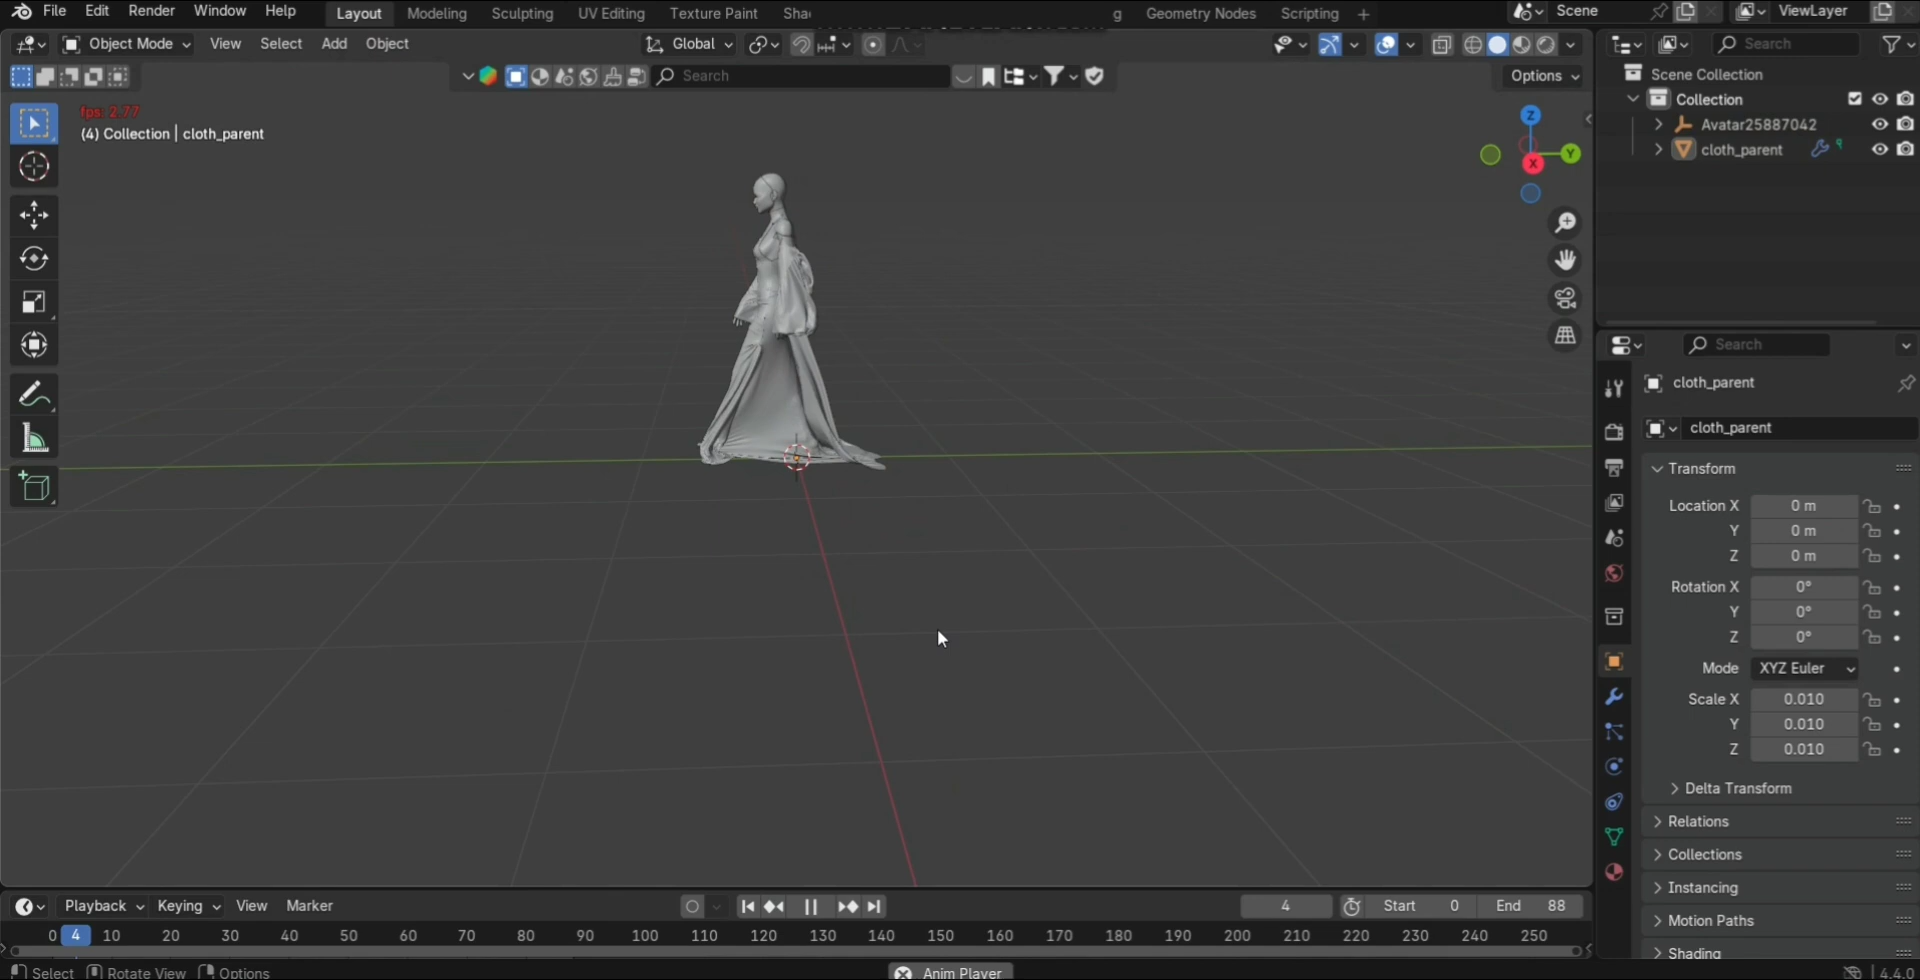 File Edit Render Window Help Layout Modeling Sculpting UV Editing Texture Paint Sha g Geometry Nodes Scripting + Scene ViewLayer
Object Mode View Select Add Object Global Search
Search Options
Scene Collection
Collection
Avatar25887042
cloth_parent
fps: 2.77
(4) Collection | cloth_parent
Z
Y
X
Search
cloth_parent
cloth_parent
Transform
Location X 0 m
Y 0 m
Z 0 m
Rotation X 0°
Y 0°
Z 0°
Mode XYZ Euler
Scale X 0.010
Y 0.010
Z 0.010
Delta Transform
Relations
Collections
Instancing
Motion Paths
Shading
Playback Keying View Marker 4 Start 0 End 88
0 4 10 20 30 40 50 60 70 80 90 100 110 120 130 140 150 160 170 180 190 200 210 220 230 240 250
Select Rotate View Options Anim Player 4.4.0